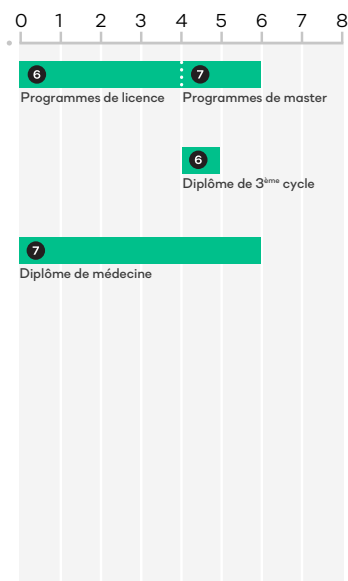 0 1 2 3 4 5 6 7 8
6 7
Programmes de licence Programmes de master
6
Diplôme de 3ème cycle
7
Diplôme de médecine